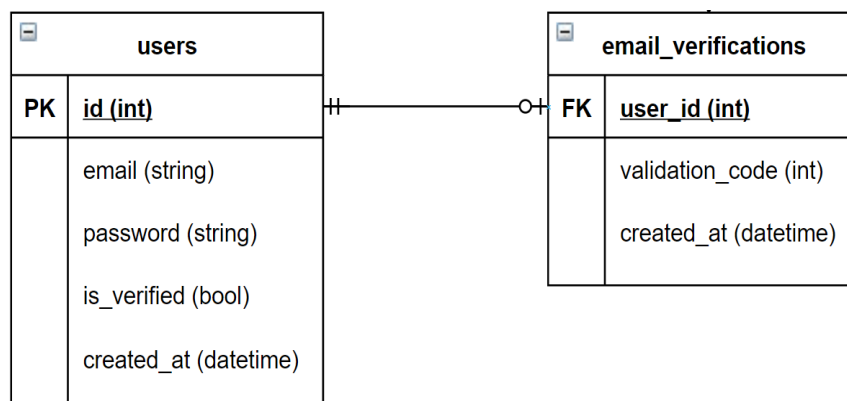 users
PK id (int)
email (string)
password (string)
is_verified (bool)
created_at (datetime)
email_verifications
FK user_id (int)
validation_code (int)
created_at (datetime)